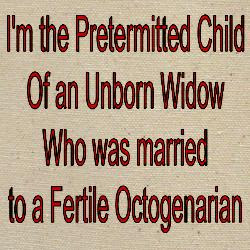 I'm the Pretermitted Child
Of an Unborn Widow
Who was married
to a Fertile Octogenarian